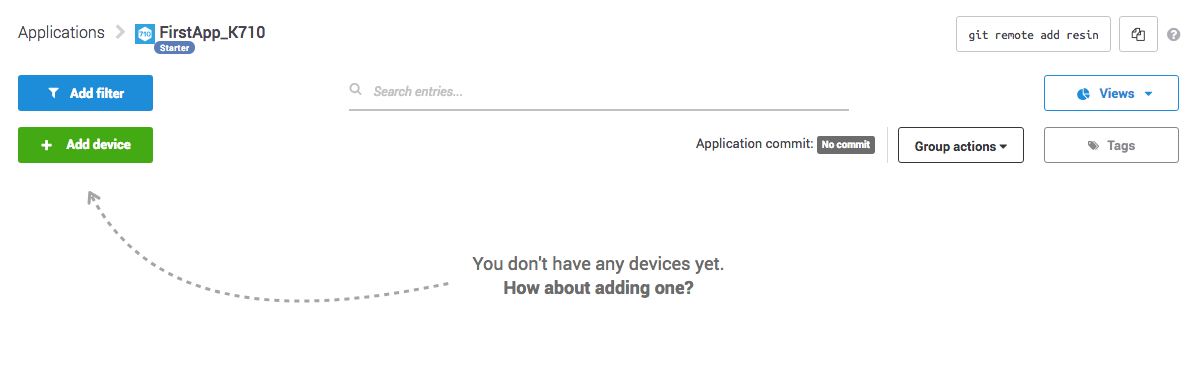 Applications
710
FirstApp_K710
Starter
git remote add resin
?
Add filter
Search entries...
Views
Add device
Application commit: No commit
Group actions
Tags
You don't have any devices yet.
How about adding one?